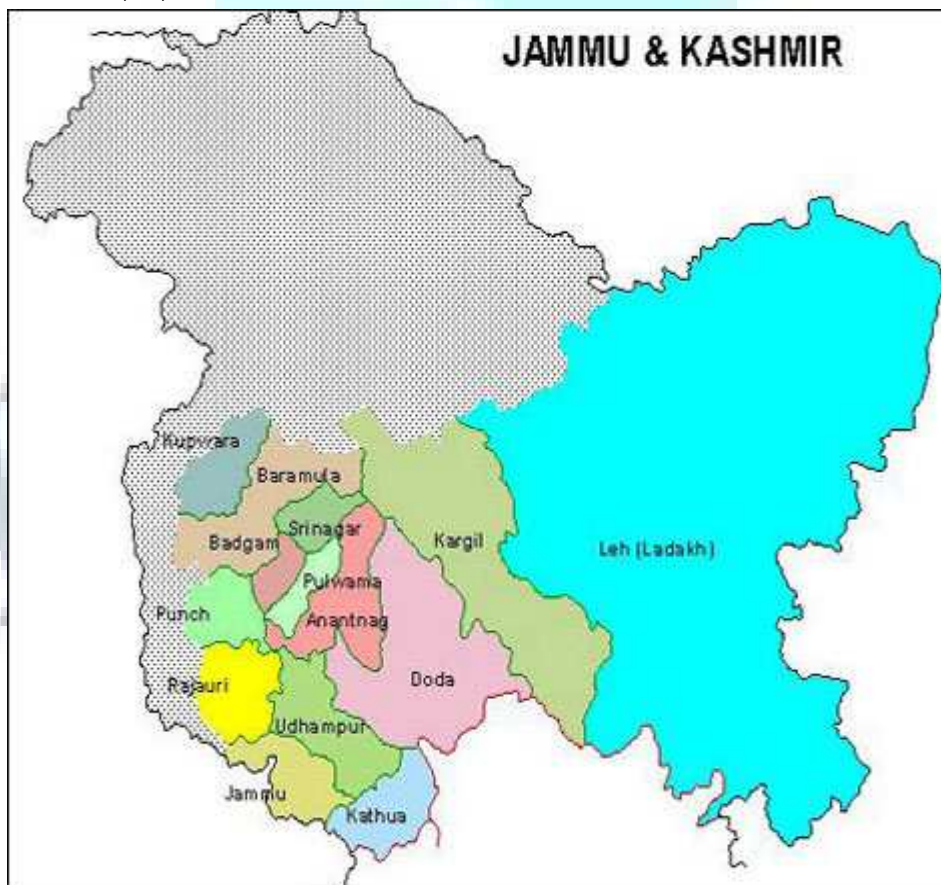 JAMMU & KASHMIR
Kupwara
Baramula
Srinagar
Badgam
Kargil
Leh (Ladakh)
Pulwama
Punch
Anantnag
Rajauri
Doda
Udhampur
Jammu
Kathua